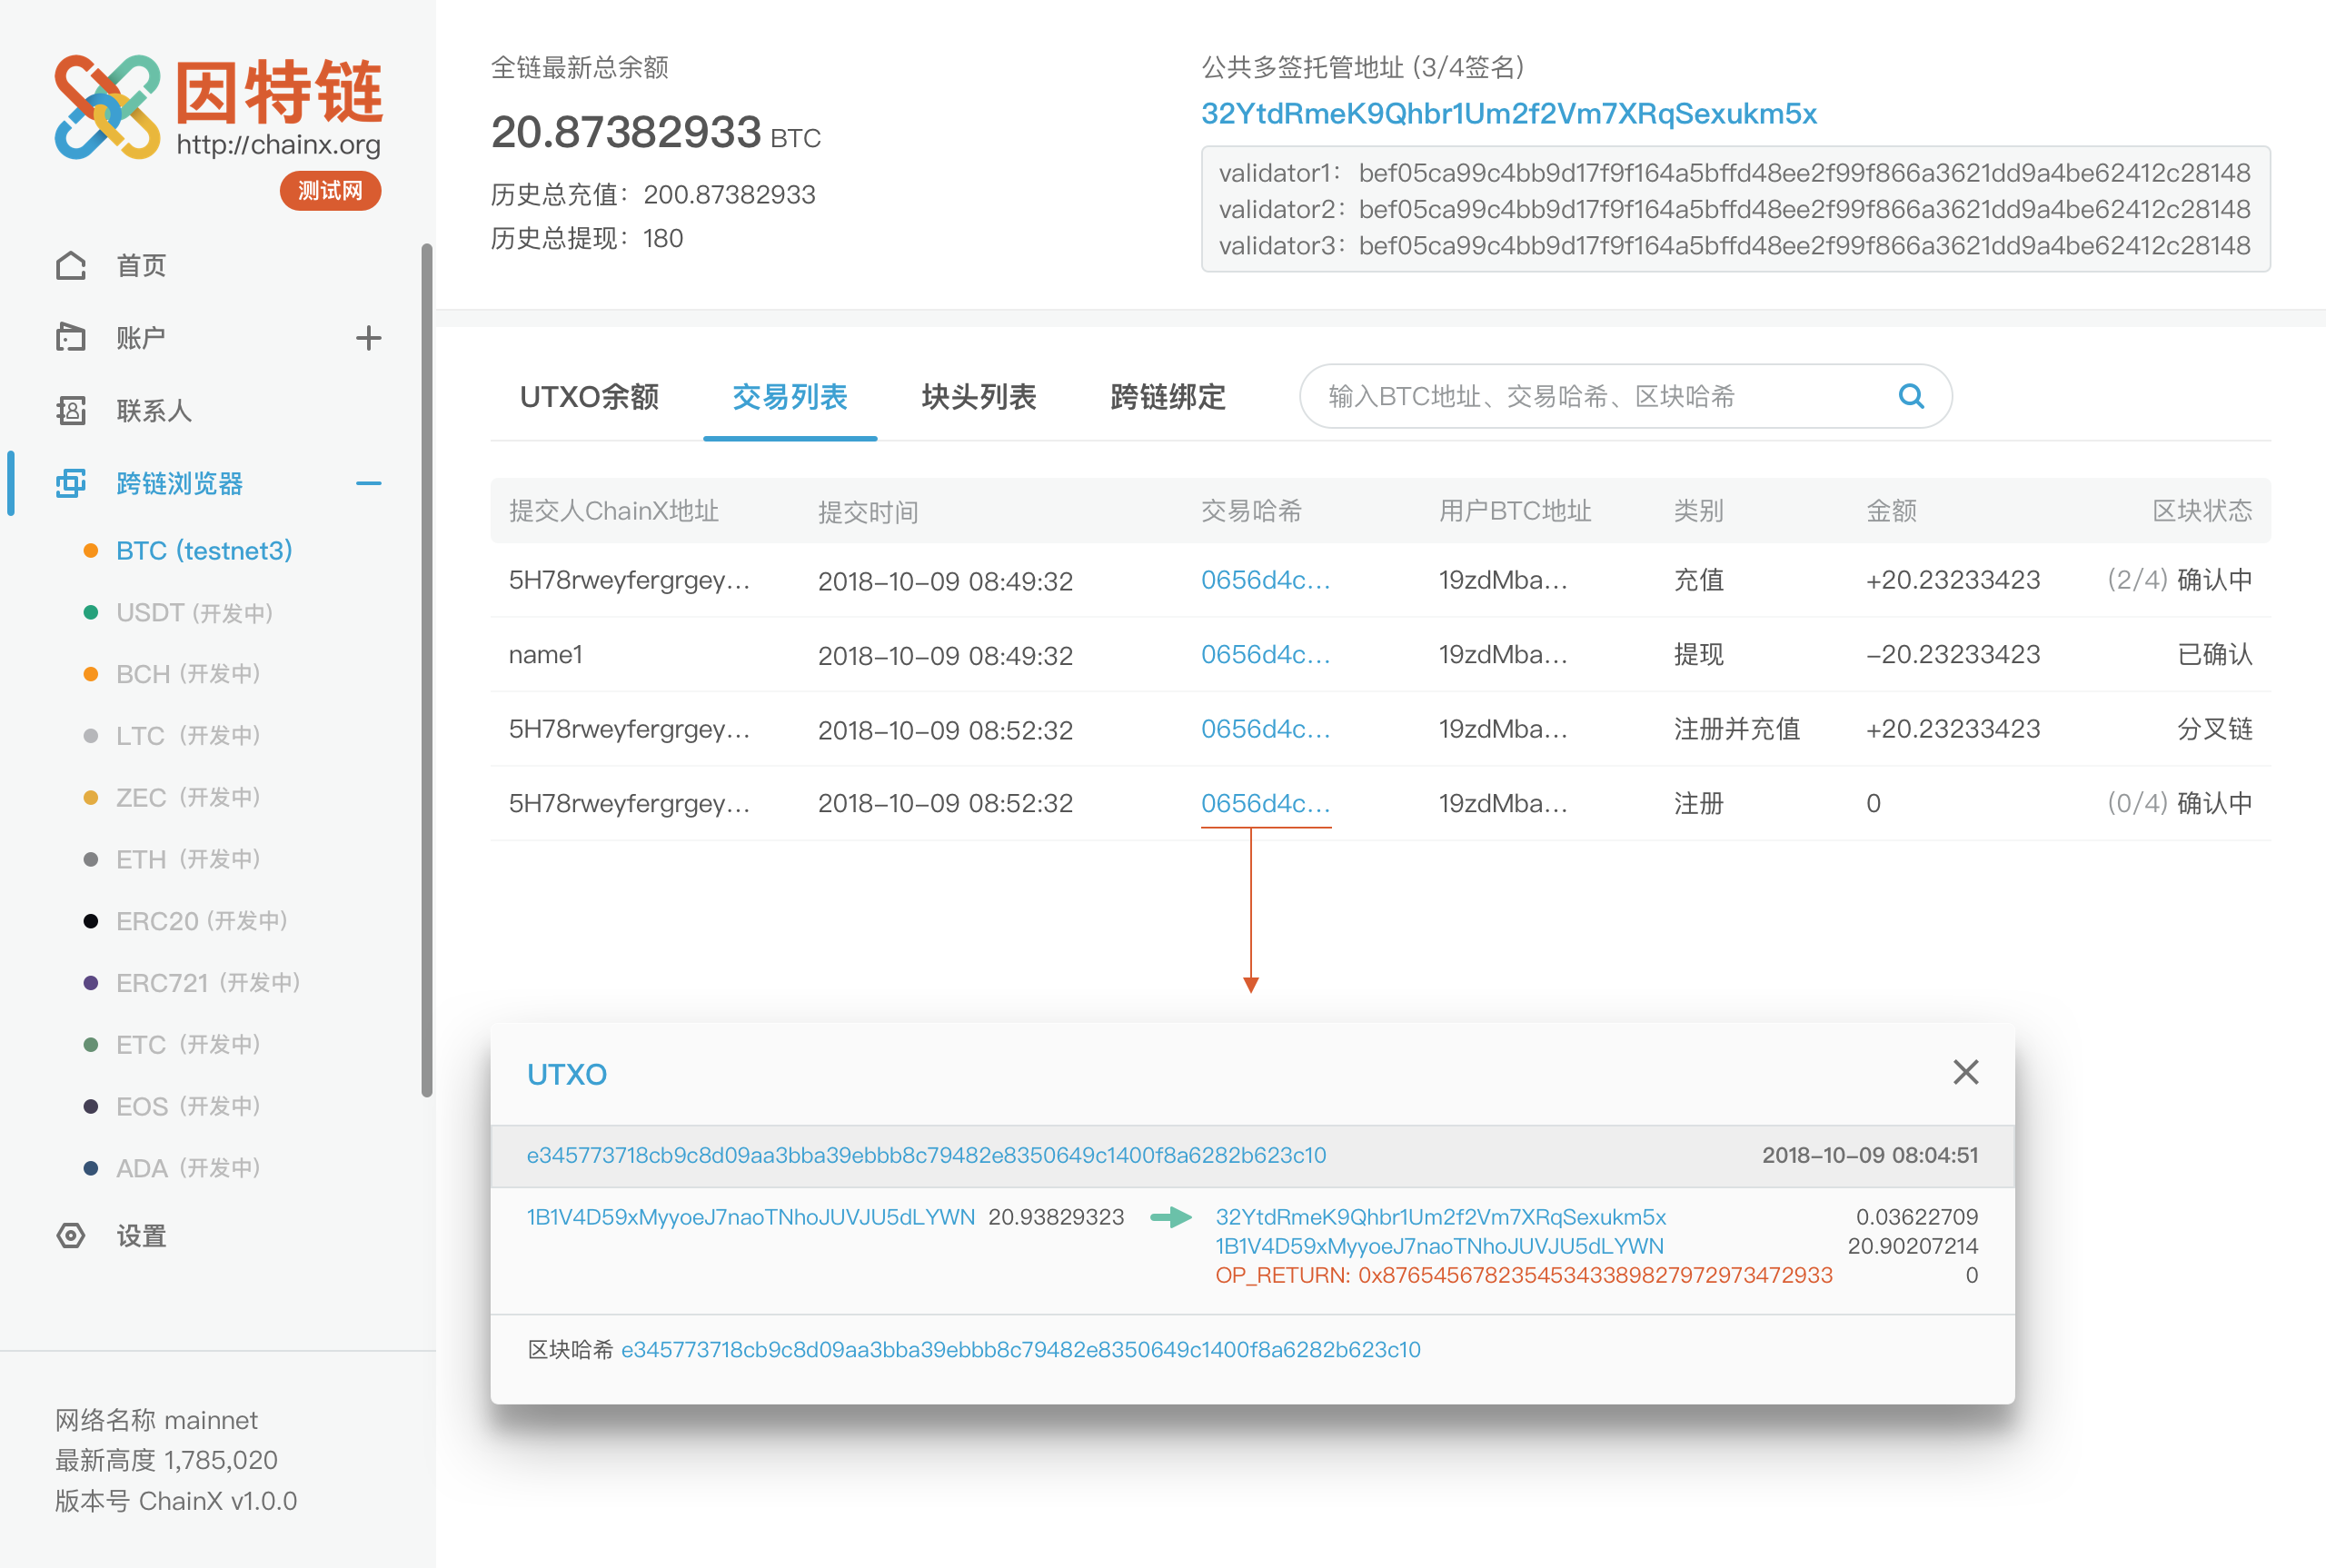 因特链
http://chainx.org
测试网
首页
账户
联系人
跨链浏览器
BTC (testnet3)
USDT (开发中)
BCH (开发中)
LTC (开发中)
ZEC (开发中)
ETH (开发中)
ERC20 (开发中)
ERC721 (开发中)
ETC (开发中)
EOS (开发中)
ADA (开发中)
设置
网络名称 mainnet
最新高度 1,785,020
版本号 ChainX v1.0.0
全链最新总余额
20.87382933 BTC
历史总充值：200.87382933
历史总提现：180
公共多签托管地址 (3/4签名)
32YtdRmeK9Qhbr1Um2f2Vm7XRqSexukm5x
validator1： bef05ca99c4bb9d17f9f164a5bffd48ee2f99f866a3621dd9a4be62412c28148
validator2：bef05ca99c4bb9d17f9f164a5bffd48ee2f99f866a3621dd9a4be62412c28148
validator3：bef05ca99c4bb9d17f9f164a5bffd48ee2f99f866a3621dd9a4be62412c28148
UTXO余额 交易列表 块头列表 跨链绑定 输入BTC地址、交易哈希、区块哈希
提交人ChainX地址 提交时间 交易哈希 用户BTC地址 类别 金额 区块状态
5H78rweyfergrgey... 2018-10-09 08:49:32 0656d4c... 19zdMba... 充值 +20.23233423 (2/4) 确认中
name1 2018-10-09 08:49:32 0656d4c... 19zdMba... 提现 -20.23233423 已确认
5H78rweyfergrgey... 2018-10-09 08:52:32 0656d4c... 19zdMba... 注册并充值 +20.23233423 分叉链
5H78rweyfergrgey... 2018-10-09 08:52:32 0656d4c... 19zdMba... 注册 0 (0/4) 确认中
UTXO
e345773718cb9c8d09aa3bba39ebbb8c79482e8350649c1400f8a6282b623c10 2018-10-09 08:04:51
1B1V4D59xMyyoeJ7naoTNhoJUVJU5dLYWN 20.93829323 32YtdRmeK9Qhbr1Um2f2Vm7XRqSexukm5x 0.03622709
1B1V4D59xMyyoeJ7naoTNhoJUVJU5dLYWN 20.90207214
OP_RETURN: 0x87654567823545343389827972973472933 0
区块哈希 e345773718cb9c8d09aa3bba39ebbb8c79482e8350649c1400f8a6282b623c10